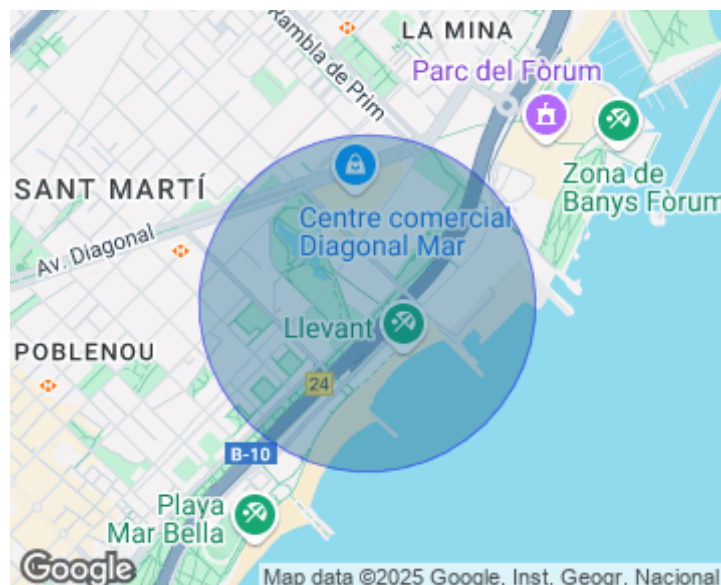 LA MINA
Rambla de Prim
Parc del Fòrum
Zona de
Banys Fòrum
SANT MARTÍ
Centre comercial
Diagonal Mar
Av. Diagonal
Llevant
POBLENOU
24
B-10
Playa
Mar Bella
Google
Map data ©2025 Google, Inst. Geogr. Nacional